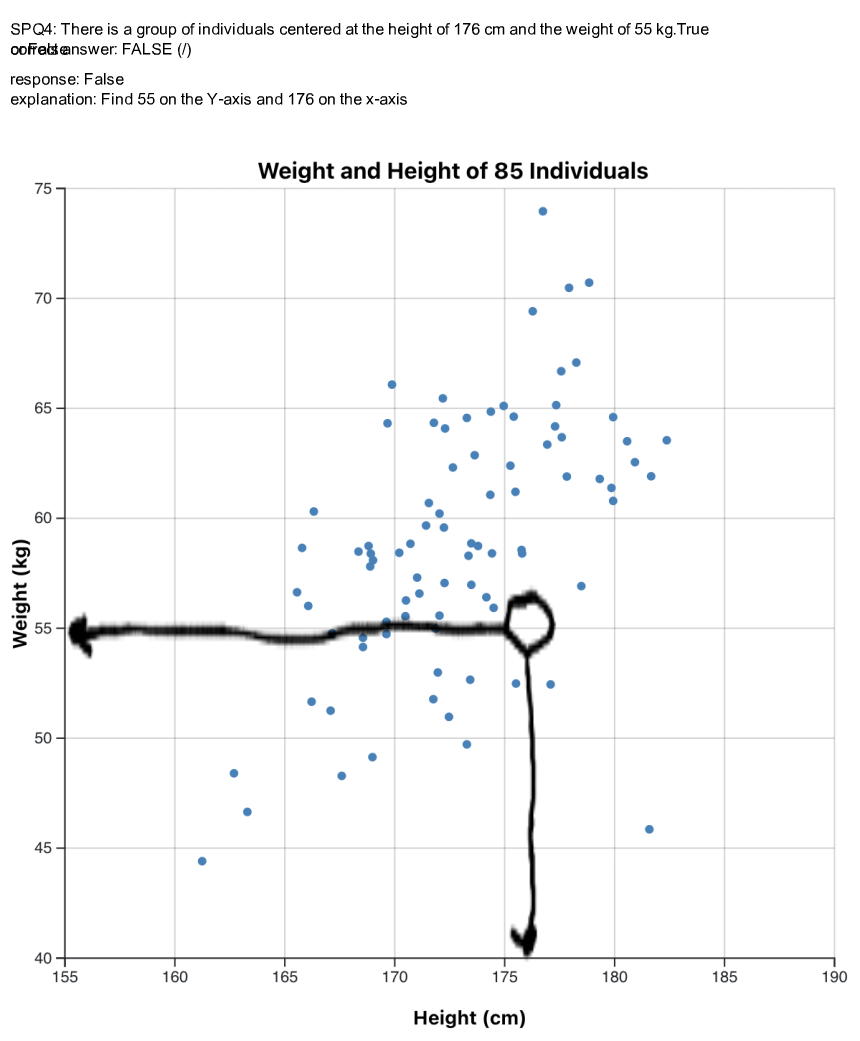 SPQ4: There is a group of individuals centered at the height of 176 cm and the weight of 55 kg.True
or False
correct answer: FALSE (/)
response: False
explanation: Find 55 on the Y-axis and 176 on the x-axis
Weight and Height of 85 Individuals
75
70
65
60
55
50
45
40
Weight (kg)
155 160 165 170 175 180 185 190
Height (cm)